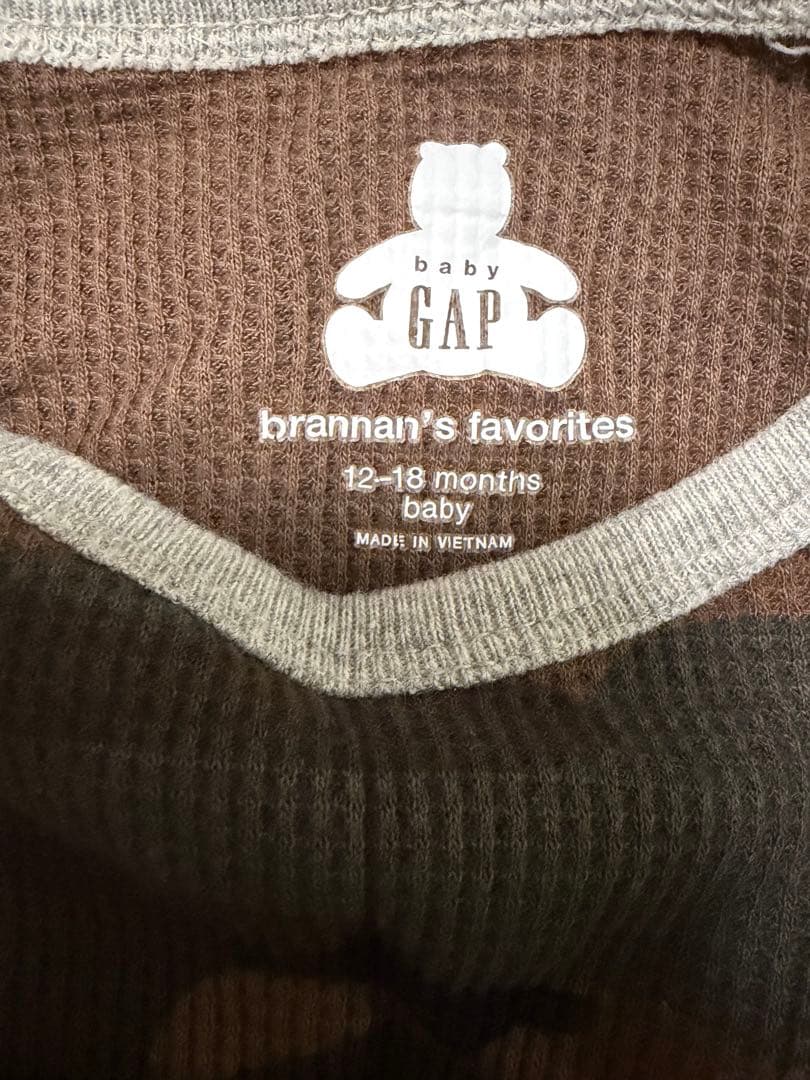 baby
GAP
brannan's favorites
12–18 months
baby
MADE IN VIETNAM